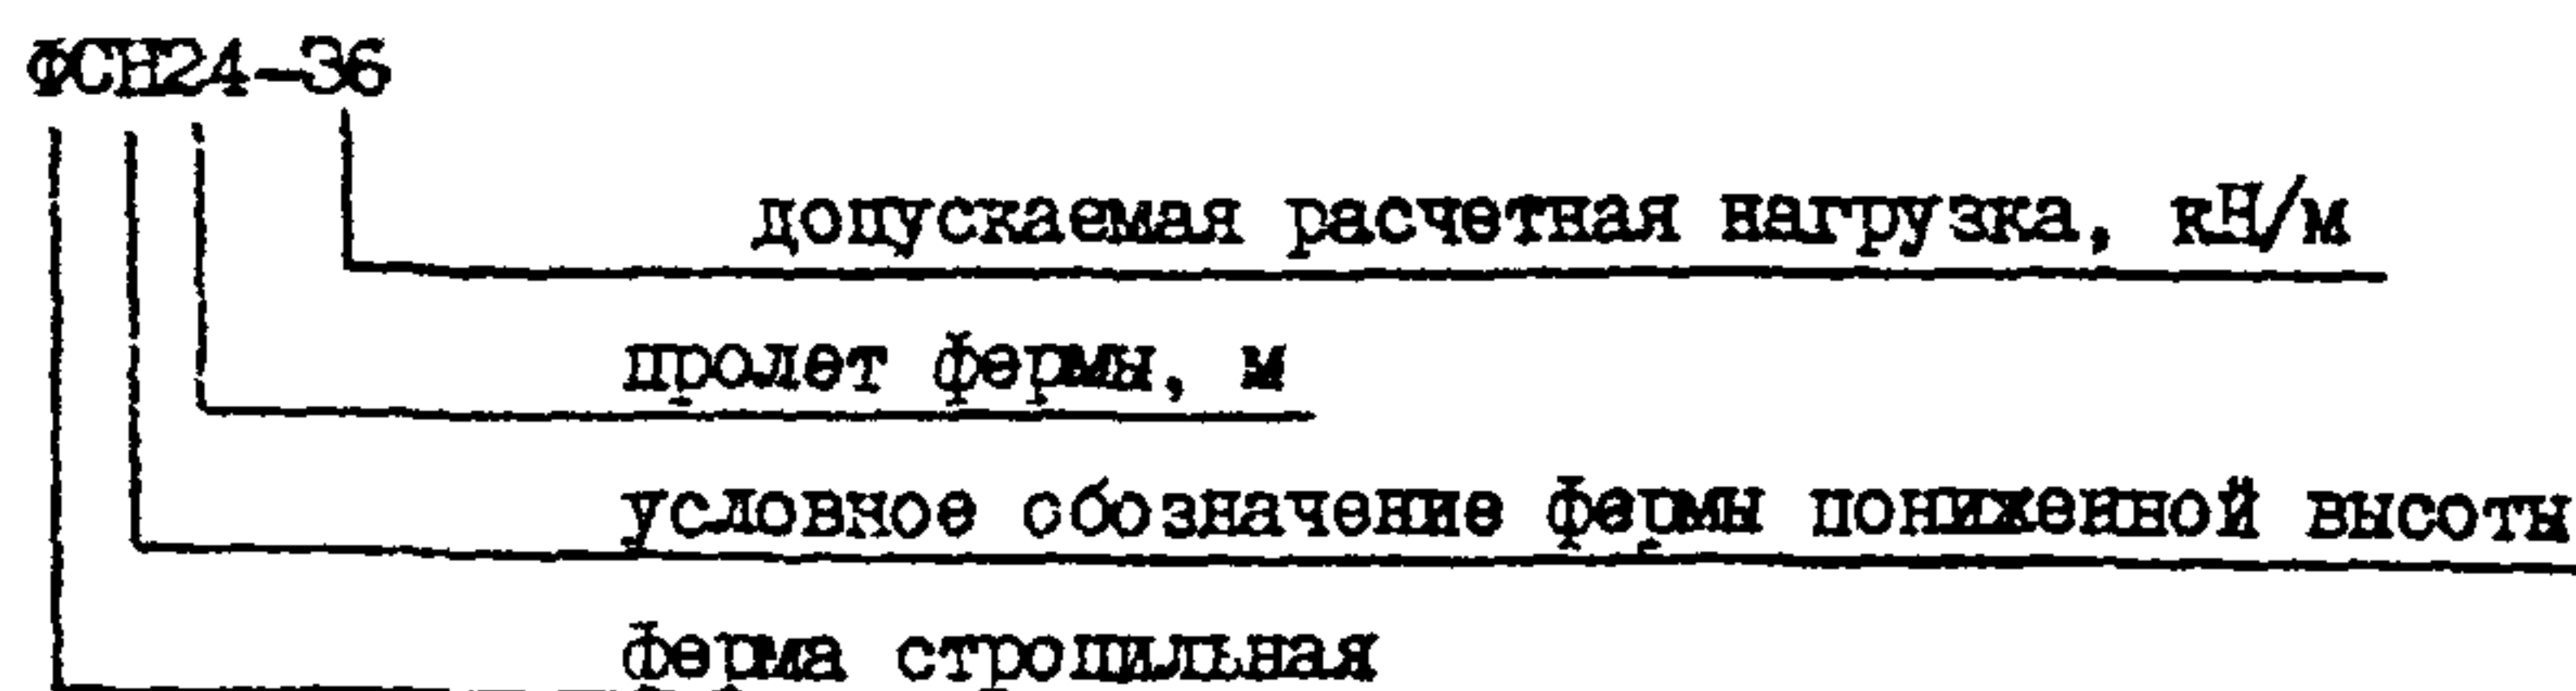 ФСН24-36
допускаемая расчетная нагрузка, кН/м
пролет фермы, м
условное обозначение фермы пониженной высоты
ферма стропильная